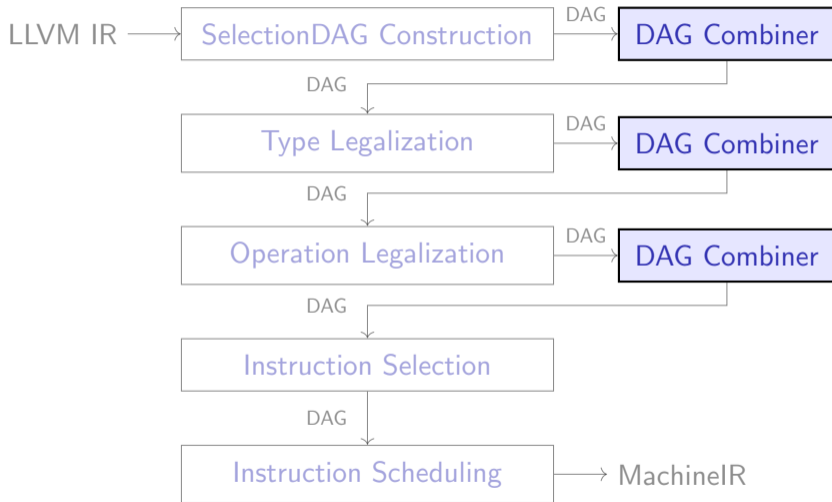 LLVM IR
SelectionDAG Construction
DAG
DAG Combiner
DAG
Type Legalization
DAG
DAG Combiner
DAG
Operation Legalization
DAG
DAG Combiner
DAG
Instruction Selection
DAG
Instruction Scheduling
MachineIR